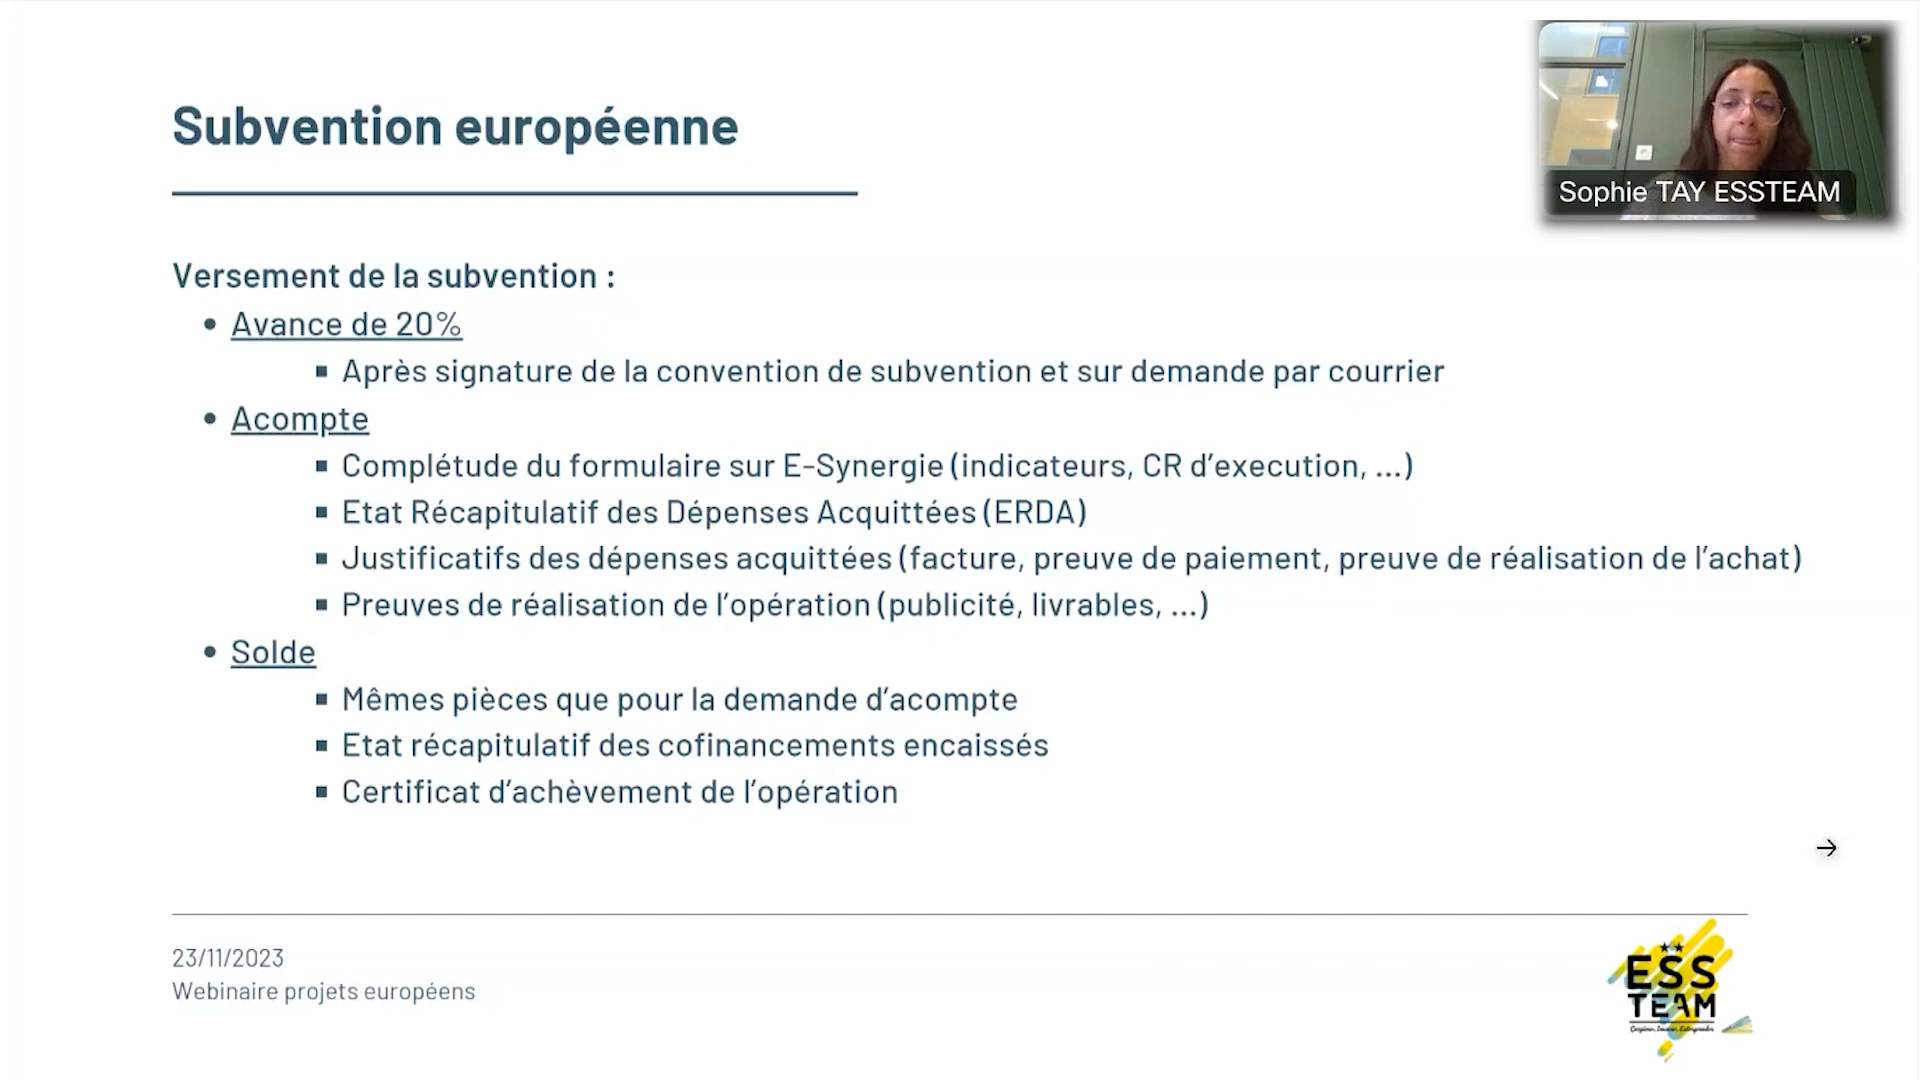 Subvention européenne
Sophie TAY ESSTEAM
Versement de la subvention :
• Avance de 20%
▪ Après signature de la convention de subvention et sur demande par courrier
• Acompte
▪ Complétude du formulaire sur E-Synergie (indicateurs, CR d’execution, ...)
▪ Etat Récapitulatif des Dépenses Acquittées (ERDA)
▪ Justificatifs des dépenses acquittées (facture, preuve de paiement, preuve de réalisation de l’achat)
▪ Preuves de réalisation de l’opération (publicité, livrables, ...)
• Solde
▪ Mêmes pièces que pour la demande d’acompte
▪ Etat récapitulatif des cofinancements encaissés
▪ Certificat d’achèvement de l’opération
23/11/2023
Webinaire projets européens
ESS
TEAM